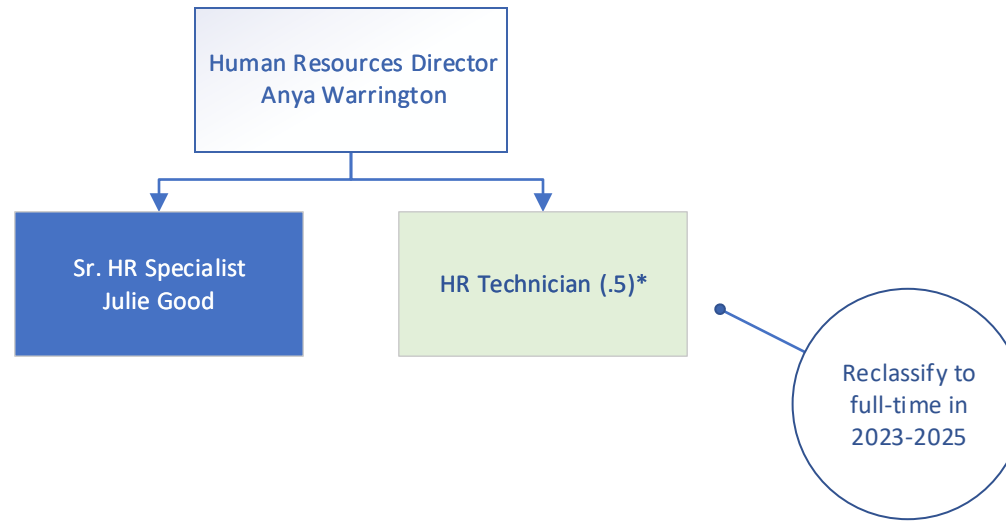 Human Resources Director
Anya Warrington
Sr. HR Specialist
Julie Good
HR Technician (.5)*
Reclassify to
full-time in
2023-2025